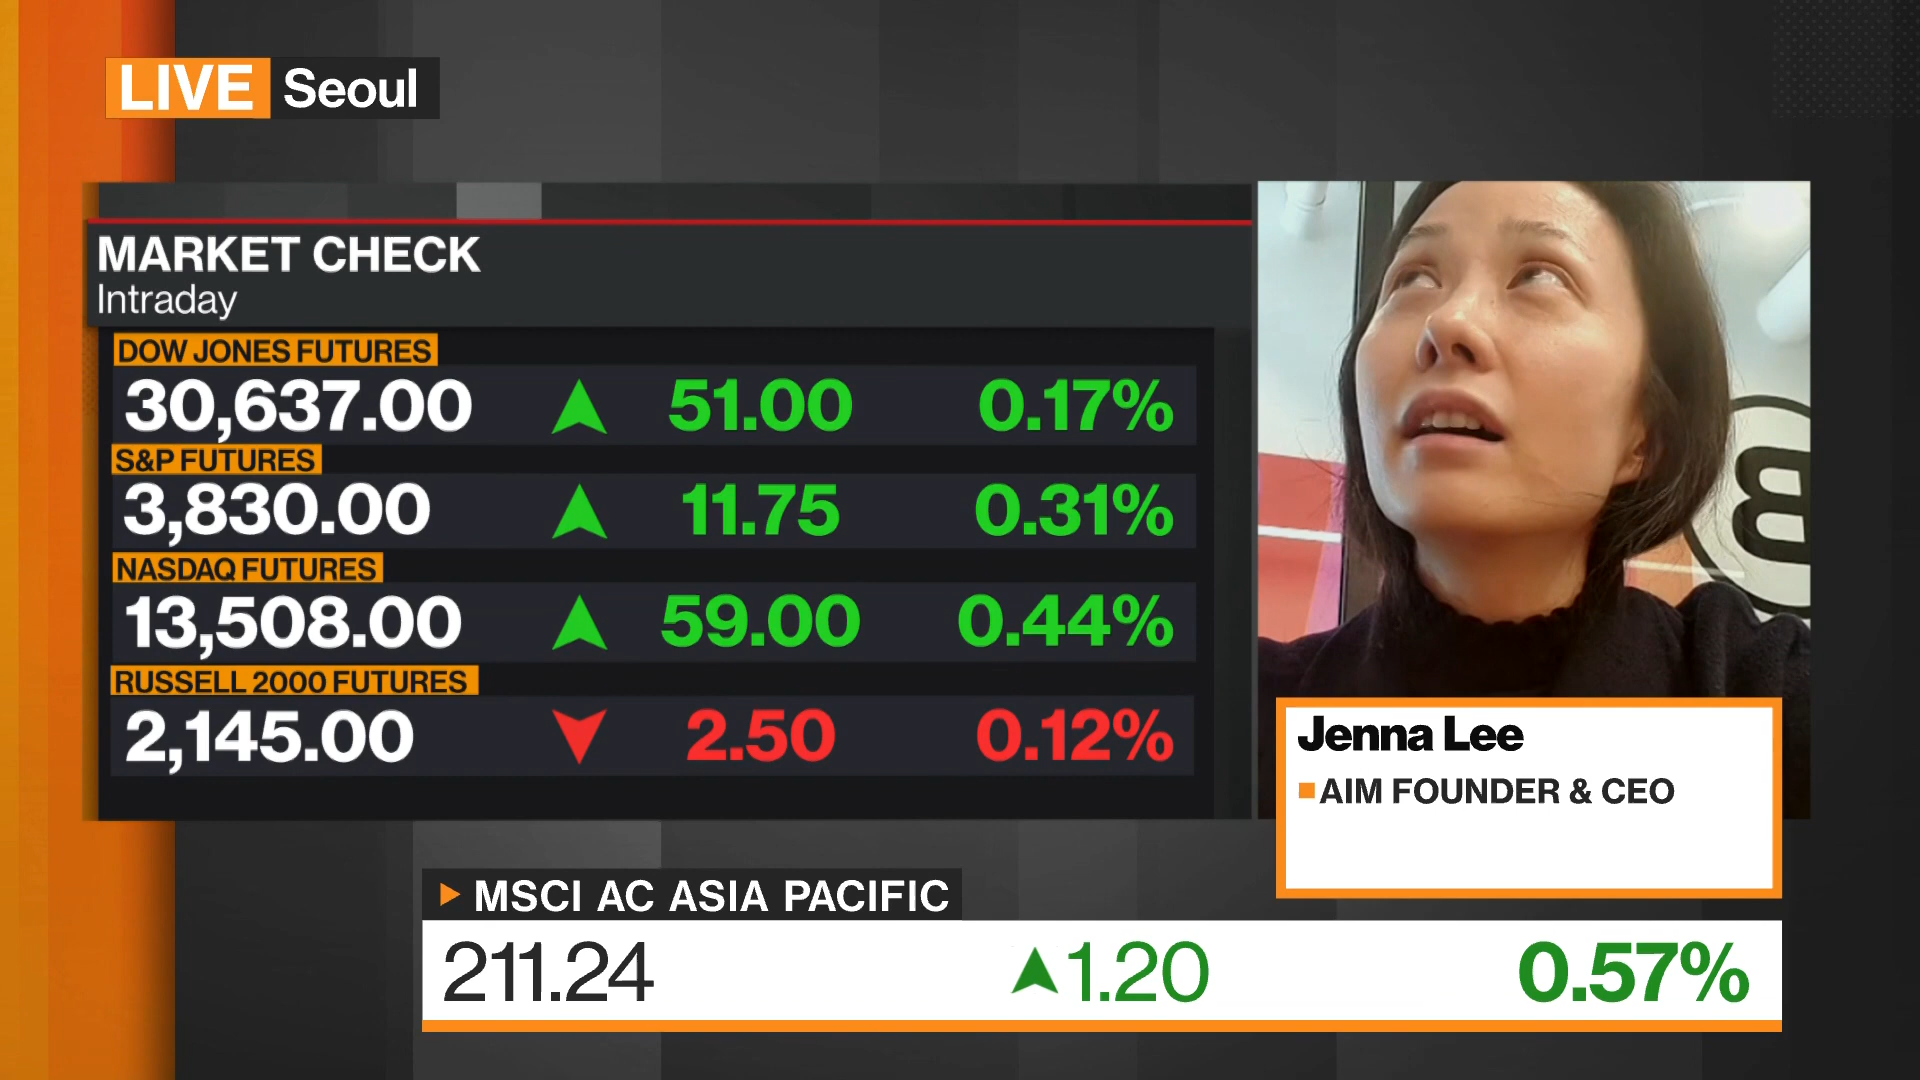 LIVE Seoul
MARKET CHECK
Intraday
DOW JONES FUTURES
30,637.00 ▲ 51.00 0.17%
S&P FUTURES
3,830.00 ▲ 11.75 0.31%
NASDAQ FUTURES
13,508.00 ▲ 59.00 0.44%
RUSSELL 2000 FUTURES
2,145.00 ▼ 2.50 0.12%
Jenna Lee
AIM FOUNDER & CEO
MSCI AC ASIA PACIFIC
211.24 ▲ 1.20 0.57%